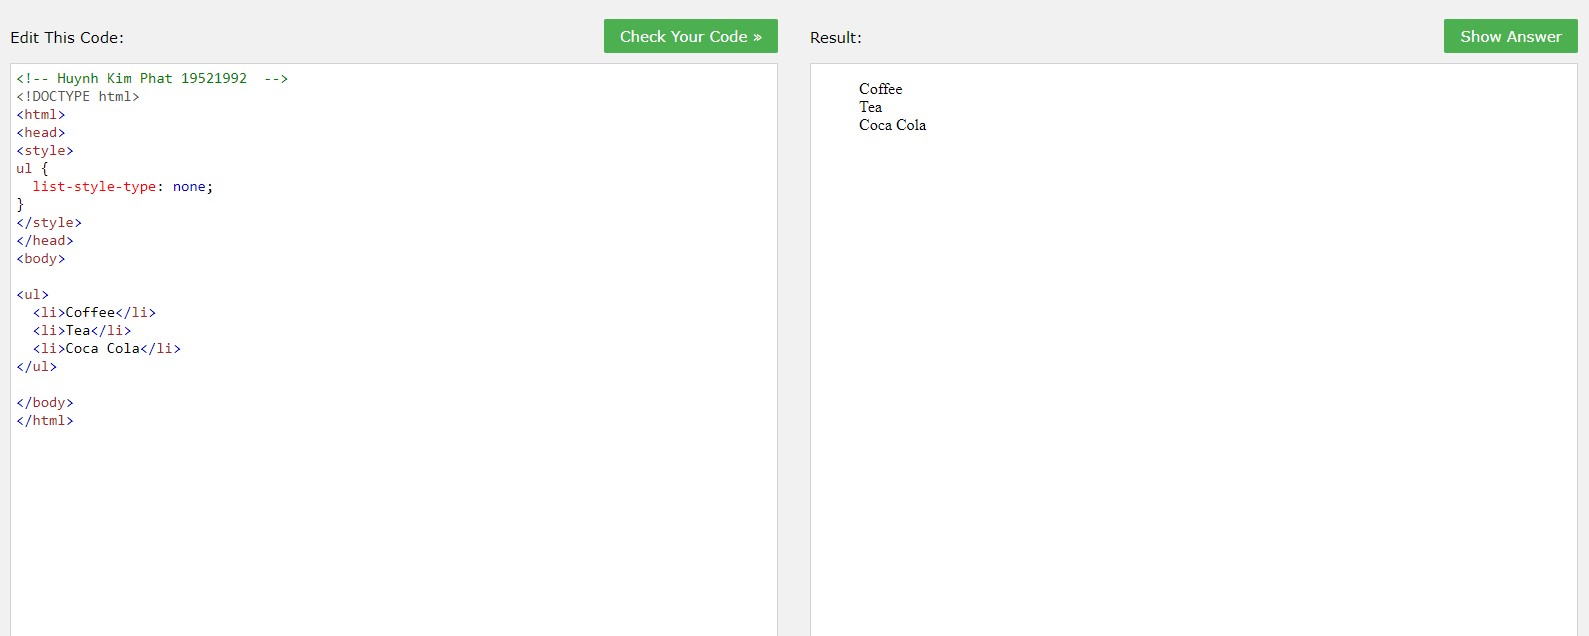 Edit This Code:
Check Your Code »
<!-- Huynh Kim Phat 19521992  -->
<!DOCTYPE html>
<html>
<head>
<style>
ul {
  list-style-type: none;
}
</style>
</head>
<body>

<ul>
  <li>Coffee</li>
  <li>Tea</li>
  <li>Coca Cola</li>
</ul>

</body>
</html>
Result:
Show Answer
Coffee
Tea
Coca Cola